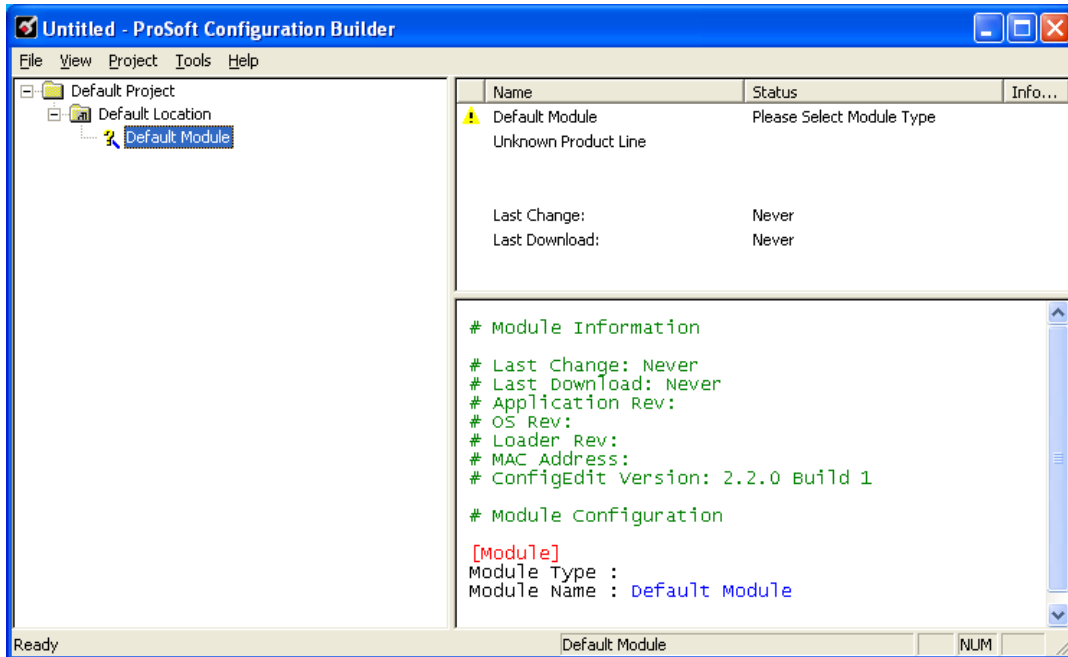 Untitled - ProSoft Configuration Builder
File View Project Tools Help
Default Project
Default Location
Default Module
Name Status Info...
Default Module Please Select Module Type
Unknown Product Line
Last Change: Never
Last Download: Never
# Module Information
# Last Change: Never
# Last Download: Never
# Application Rev:
# OS Rev:
# Loader Rev:
# MAC Address:
# ConfigEdit Version: 2.2.0 Build 1
# Module Configuration
[Module]
Module Type :
Module Name : Default Module
Ready Default Module NUM